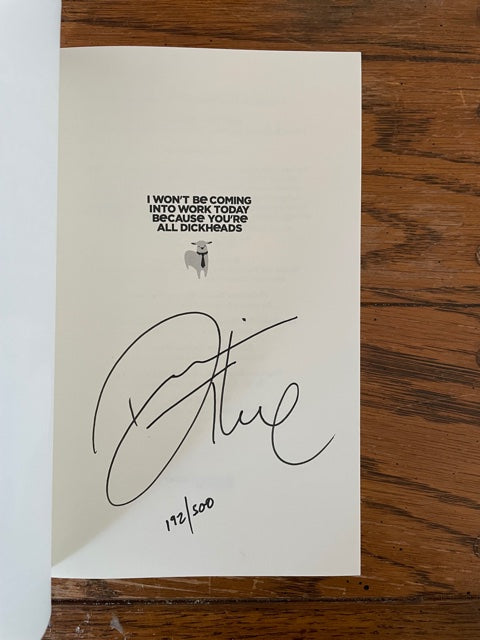 I WON'T BE COMING
INTO WORK TODAY
BECAUSE YOU'RE
ALL DICKHEADS
192/500